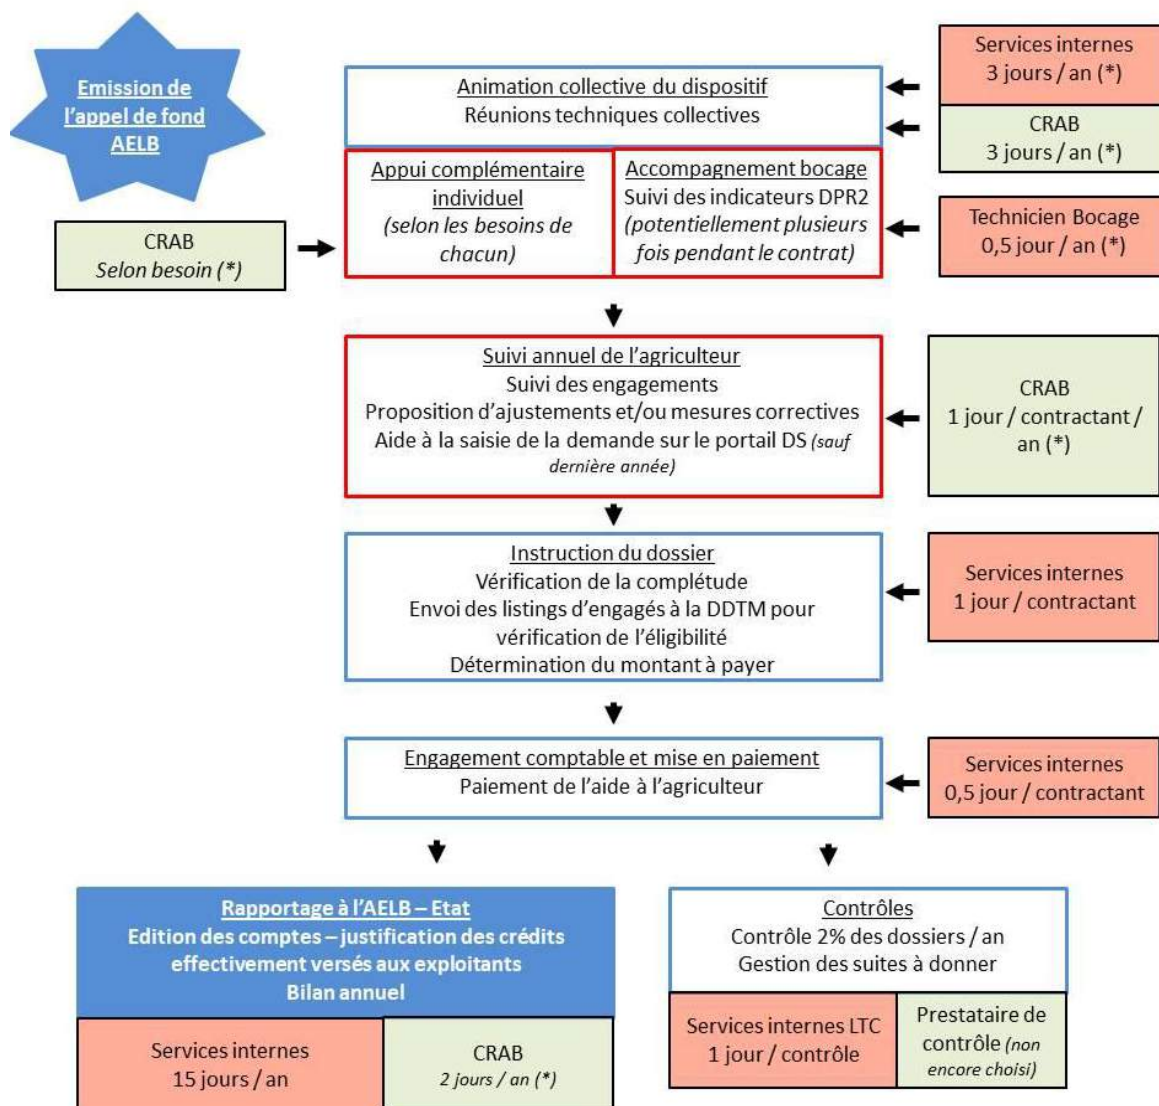 Emission de
l'appel de fond
AELB
Animation collective du dispositif
Réunions techniques collectives
Services internes
3 jours / an (*)
CRAB
3 jours / an (*)
Appui complémentaire
individuel
(selon les besoins de
chacun)
Accompagnement bocage
Suivi des indicateurs DPR2
(potentiellement plusieurs
fois pendant le contrat)
CRAB
Selon besoin (*)
Technicien Bocage
0,5 jour / an (*)
Suivi annuel de l'agriculteur
Suivi des engagements
Proposition d'ajustements et/ou mesures correctives
Aide à la saisie de la demande sur le portail DS (sauf
dernière année)
CRAB
1 jour / contractant /
an (*)
Instruction du dossier
Vérification de la complétude
Envoi des listings d'engagés à la DDTM pour
vérification de l'éligibilité
Détermination du montant à payer
Services internes
1 jour / contractant
Engagement comptable et mise en paiement
Paiement de l'aide à l'agriculteur
Services internes
0,5 jour / contractant
Rapportage à l'AELB – Etat
Edition des comptes – justification des crédits
effectivement versés aux exploitants
Bilan annuel
Services internes
15 jours / an
CRAB
2 jours / an (*)
Contrôles
Contrôle 2% des dossiers / an
Gestion des suites à donner
Services internes LTC
1 jour / contrôle
Prestataire de
contrôle (non
encore choisi)